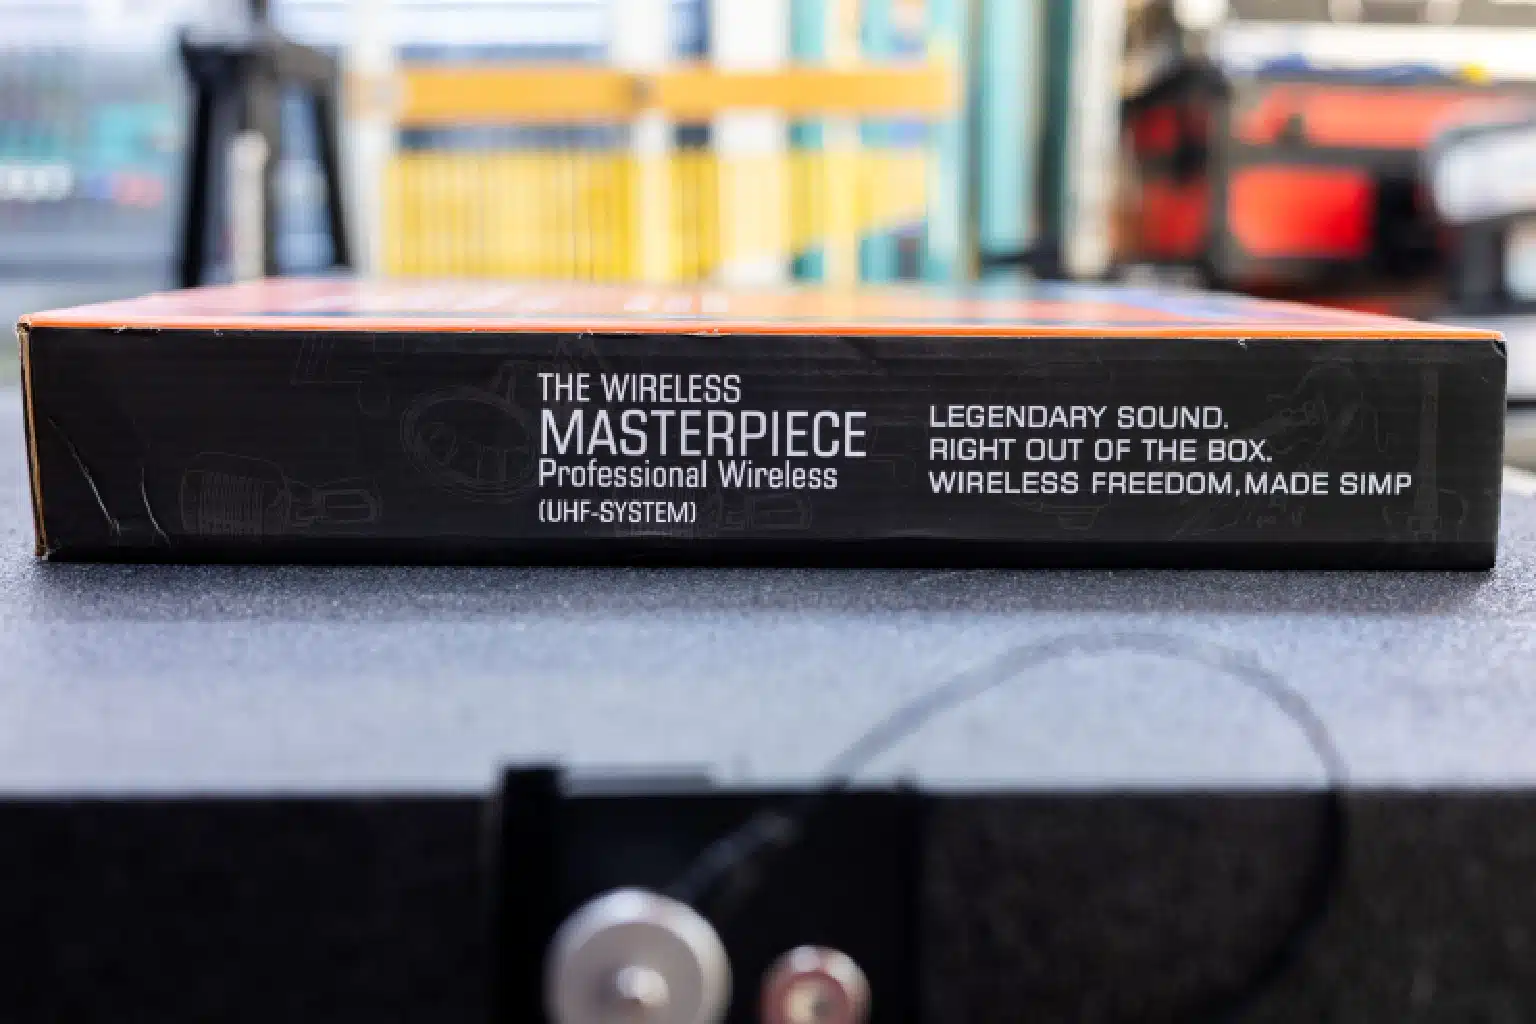 THE WIRELESS
MASTERPIECE
Professional Wireless
(UHF-SYSTEM)
LEGENDARY SOUND.
RIGHT OUT OF THE BOX.
WIRELESS FREEDOM,MADE SIMP